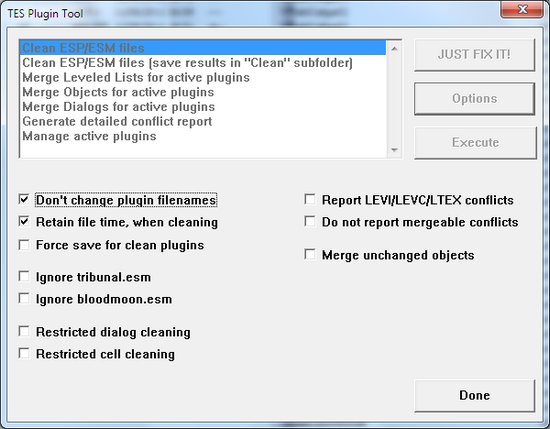 TES Plugin Tool
Clean ESP/ESM files
Clean ESP/ESM files (save results in "Clean" subfolder)
Merge Leveled Lists for active plugins
Merge Objects for active plugins
Merge Dialogs for active plugins
Generate detailed conflict report
Manage active plugins
JUST FIX IT!
Options
Execute
Don't change plugin filenames
Retain file time, when cleaning
Force save for clean plugins
Ignore tribunal.esm
Ignore bloodmoon.esm
Restricted dialog cleaning
Restricted cell cleaning
Report LEVI/LEVC/LTEX conflicts
Do not report mergeable conflicts
Merge unchanged objects
Done